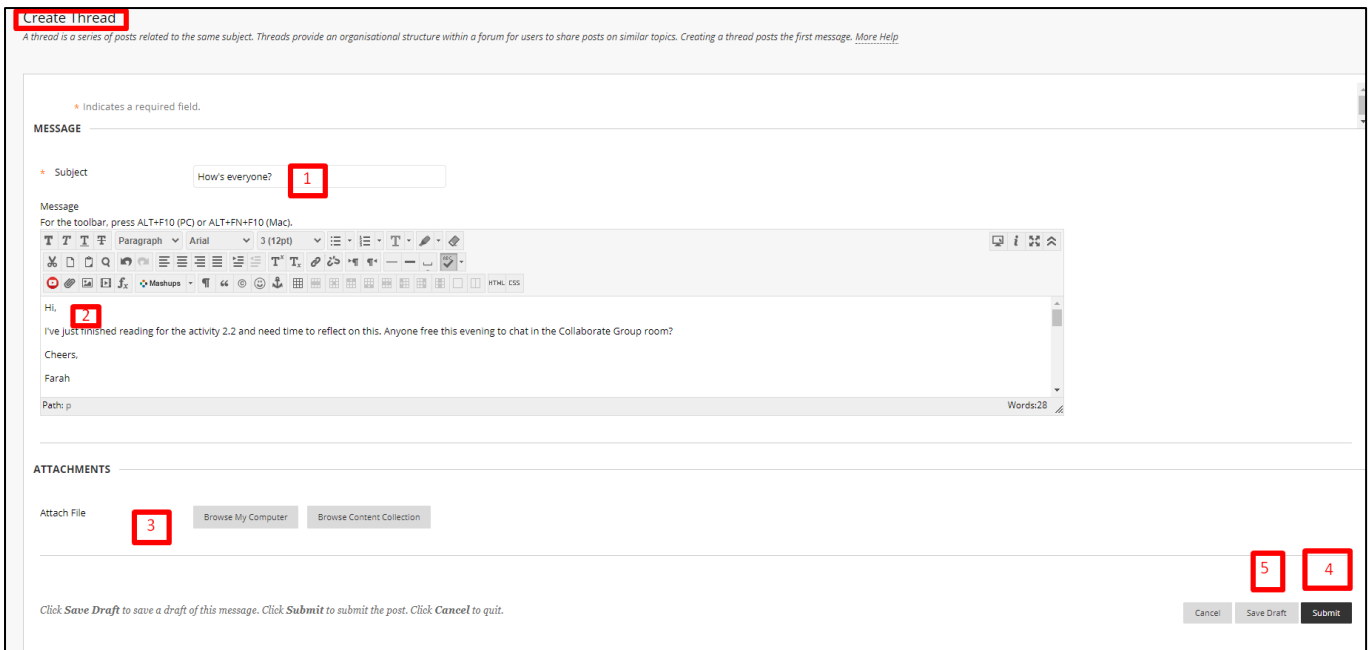 Create Thread
A thread is a series of posts related to the same subject. Threads provide an organisational structure within a forum for users to share posts on similar topics. Creating a thread posts the first message. More Help
* Indicates a required field.
MESSAGE
* Subject
How's everyone?
1
Message
For the toolbar, press ALT+F10 (PC) or ALT+FN+F10 (Mac).
T T T T Paragraph Arial 3 (12pt) T i
T T ABC
fx Mashups ¶ “ © HTML CSS
Hi,
2
I've just finished reading for the activity 2.2 and need time to reflect on this. Anyone free this evening to chat in the Collaborate Group room?
Cheers,
Farah
Path: p Words:28
ATTACHMENTS
Attach File
3
Browse My Computer Browse Content Collection
5 4
Click Save Draft to save a draft of this message. Click Submit to submit the post. Click Cancel to quit.
Cancel Save Draft Submit